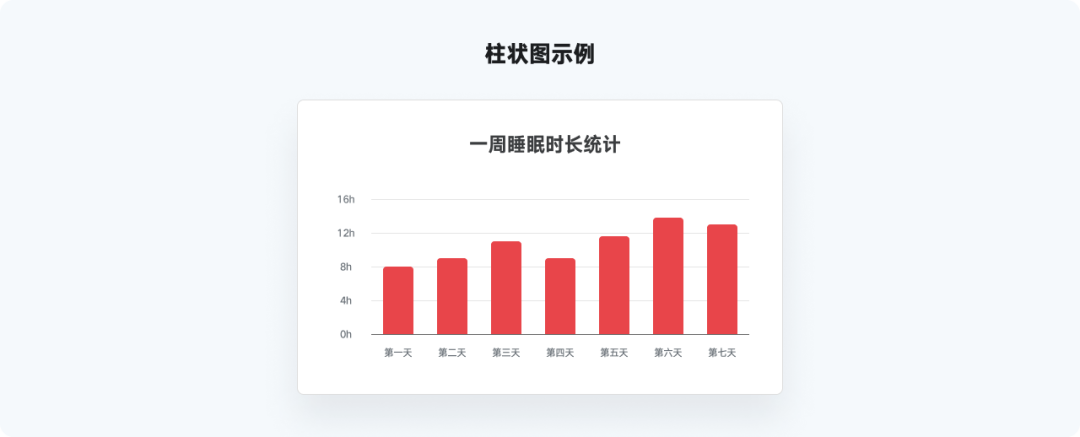 柱状图示例
一周睡眠时长统计
16h
12h
8h
4h
0h
第一天 第二天 第三天 第四天 第五天 第六天 第七天